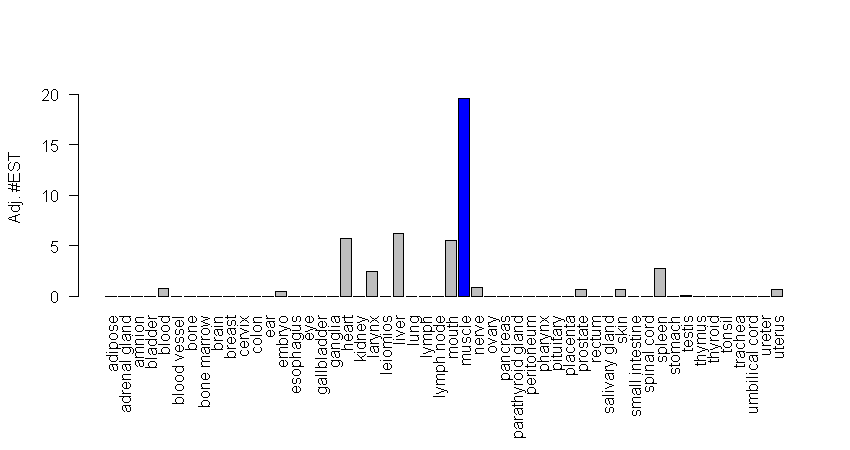 Adj. #EST
20
15
10
5
0
adipose
adrenal gland
amnion
bladder
blood
blood vessel
bone
bone marrow
brain
breast
cervix
colon
ear
embryo
esophagus
eye
gallbladder
ganglia
heart
kidney
larynx
leiomios
liver
lung
lymph
lymph node
mouth
muscle
nerve
ovary
pancreas
parathyroid gland
peritoneum
pharynx
pituitary
placenta
prostate
rectum
salivary gland
skin
small intestine
spinal cord
spleen
stomach
testis
thymus
thyroid
tonsil
trachea
umbilical cord
ureter
uterus